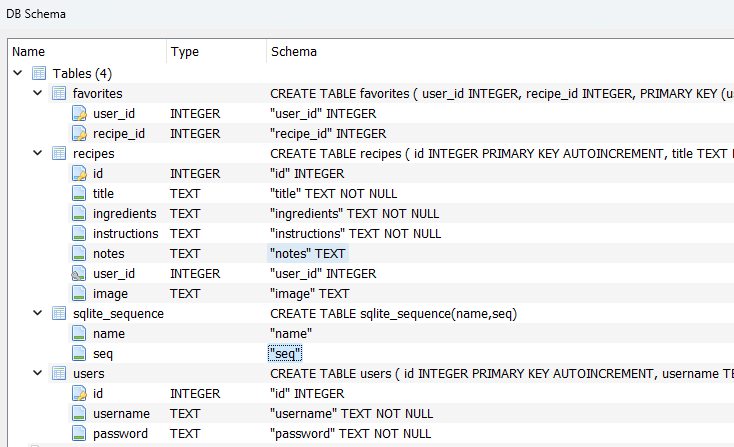 DB Schema
Name Type Schema
Tables (4)
favorites CREATE TABLE favorites ( user_id INTEGER, recipe_id INTEGER, PRIMARY KEY (us
user_id INTEGER "user_id" INTEGER
recipe_id INTEGER "recipe_id" INTEGER
recipes CREATE TABLE recipes ( id INTEGER PRIMARY KEY AUTOINCREMENT, title TEXT
id INTEGER "id" INTEGER
title TEXT "title" TEXT NOT NULL
ingredients TEXT "ingredients" TEXT NOT NULL
instructions TEXT "instructions" TEXT NOT NULL
notes TEXT "notes" TEXT
user_id INTEGER "user_id" INTEGER
image TEXT "image" TEXT
sqlite_sequence CREATE TABLE sqlite_sequence(name,seq)
name "name"
seq "seq"
users CREATE TABLE users ( id INTEGER PRIMARY KEY AUTOINCREMENT, username TE
id INTEGER "id" INTEGER
username TEXT "username" TEXT NOT NULL
password TEXT "password" TEXT NOT NULL